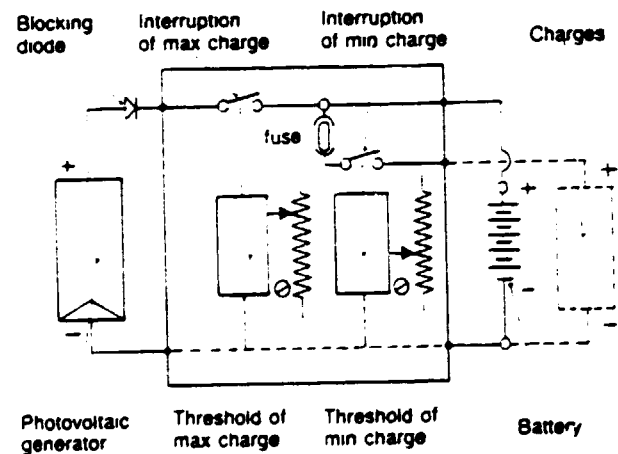 Blocking
diode
Interruption
of max charge
Interruption
of min charge
Charges
fuse
+
+
+
-
-
-
Photovoltaic
generator
Threshold of
max charge
Threshold of
min charge
Battery